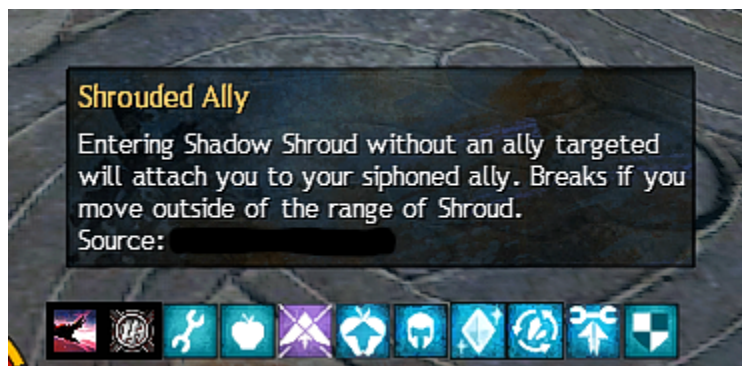 Shrouded Ally
Entering Shadow Shroud without an ally targeted
will attach you to your siphoned ally. Breaks if you
move outside of the range of Shroud.
Source: